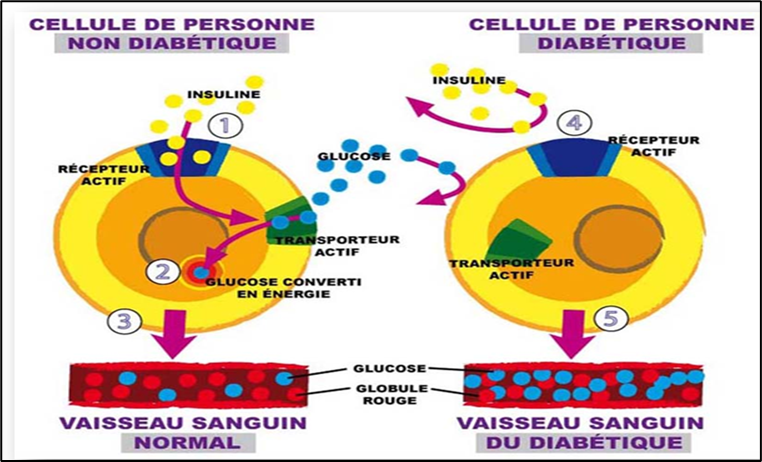 CELLULE DE PERSONNE
NON DIABÉTIQUE
CELLULE DE PERSONNE
DIABÉTIQUE
INSULINE
1
RÉCEPTEUR
ACTIF
GLUCOSE
TRANSPORTEUR
ACTIF
2
GLUCOSE CONVERTI
EN ÉNERGIE
3
INSULINE
4
RÉCEPTEUR
ACTIF
TRANSPORTEUR
ACTIF
5
GLUCOSE
GLOBULE
ROUGE
VAISSEAU SANGUIN
NORMAL
VAISSEAU SANGUIN
DU DIABÉTIQUE